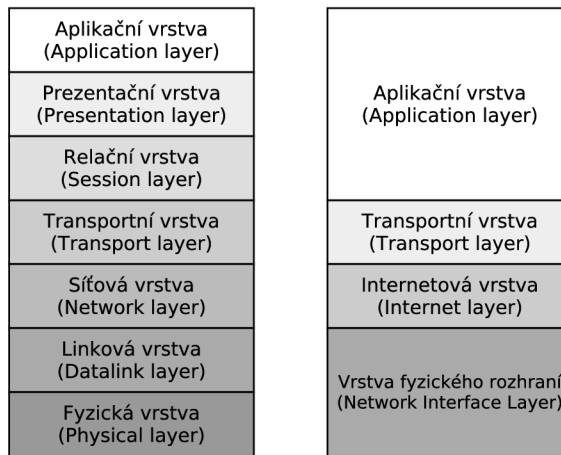 Aplikační vrstva
(Application layer)
Prezentační vrstva
(Presentation layer)
Relační vrstva
(Session layer)
Transportní vrstva
(Transport layer)
Síťová vrstva
(Network layer)
Linková vrstva
(Datalink layer)
Fyzická vrstva
(Physical layer)
Aplikační vrstva
(Application layer)
Transportní vrstva
(Transport layer)
Internetová vrstva
(Internet layer)
Vrstva fyzického rozhraní
(Network Interface Layer)